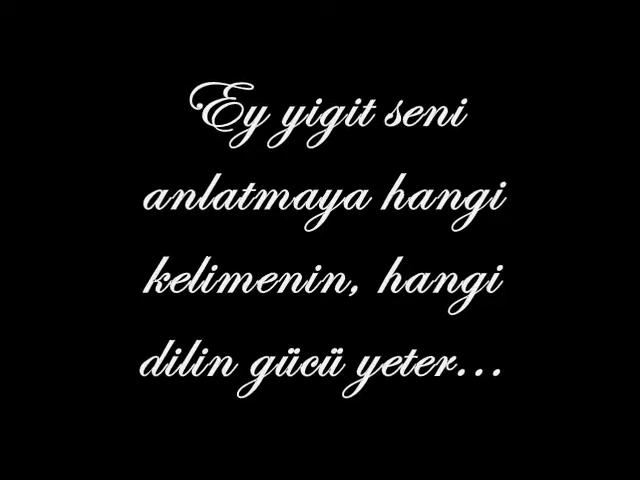 Ey yigit seni
anlatmaya hangi
kelimenin, hangi
dilin gücü yeter...